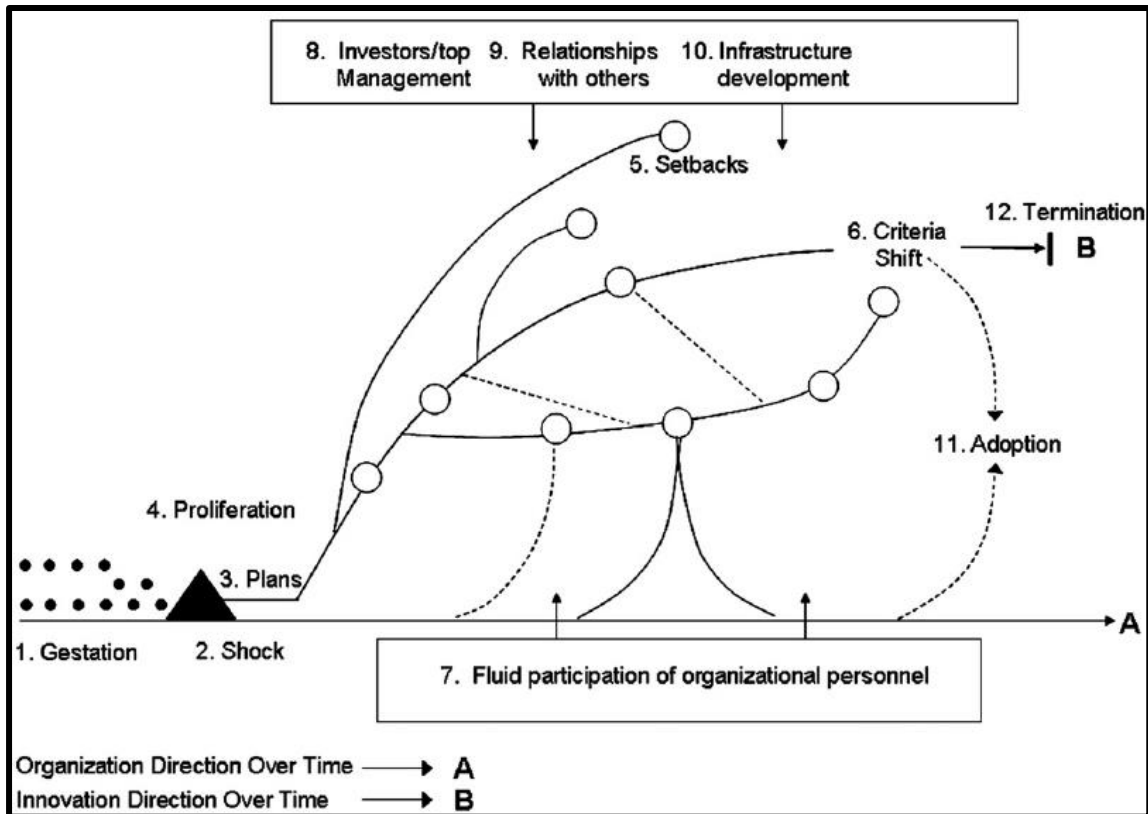 8. Investors/top Management
9. Relationships with others
10. Infrastructure development
5. Setbacks
12. Termination
B
6. Criteria Shift
11. Adoption
4. Proliferation
3. Plans
A
1. Gestation
2. Shock
7. Fluid participation of organizational personnel
Organization Direction Over Time A
Innovation Direction Over Time B